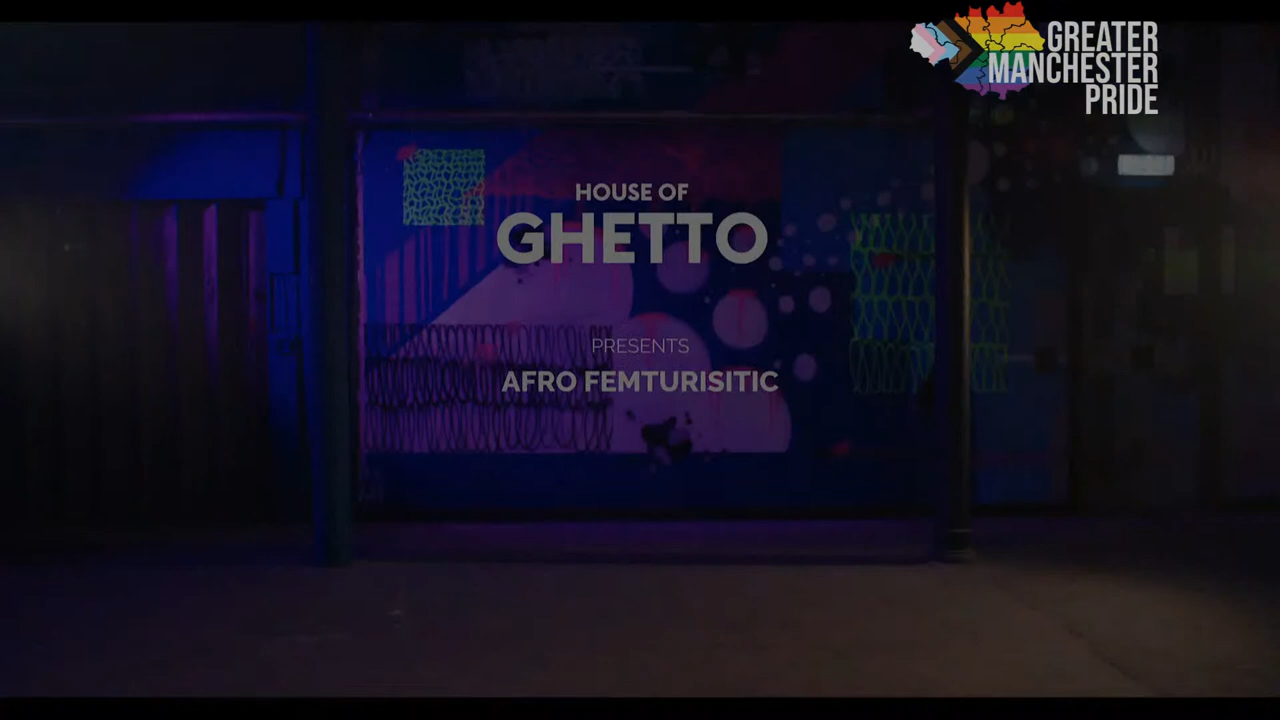 GREATER
MANCHESTER
PRIDE
HOUSE OF
GHETTO
PRESENTS
AFRO FEMTURISITIC